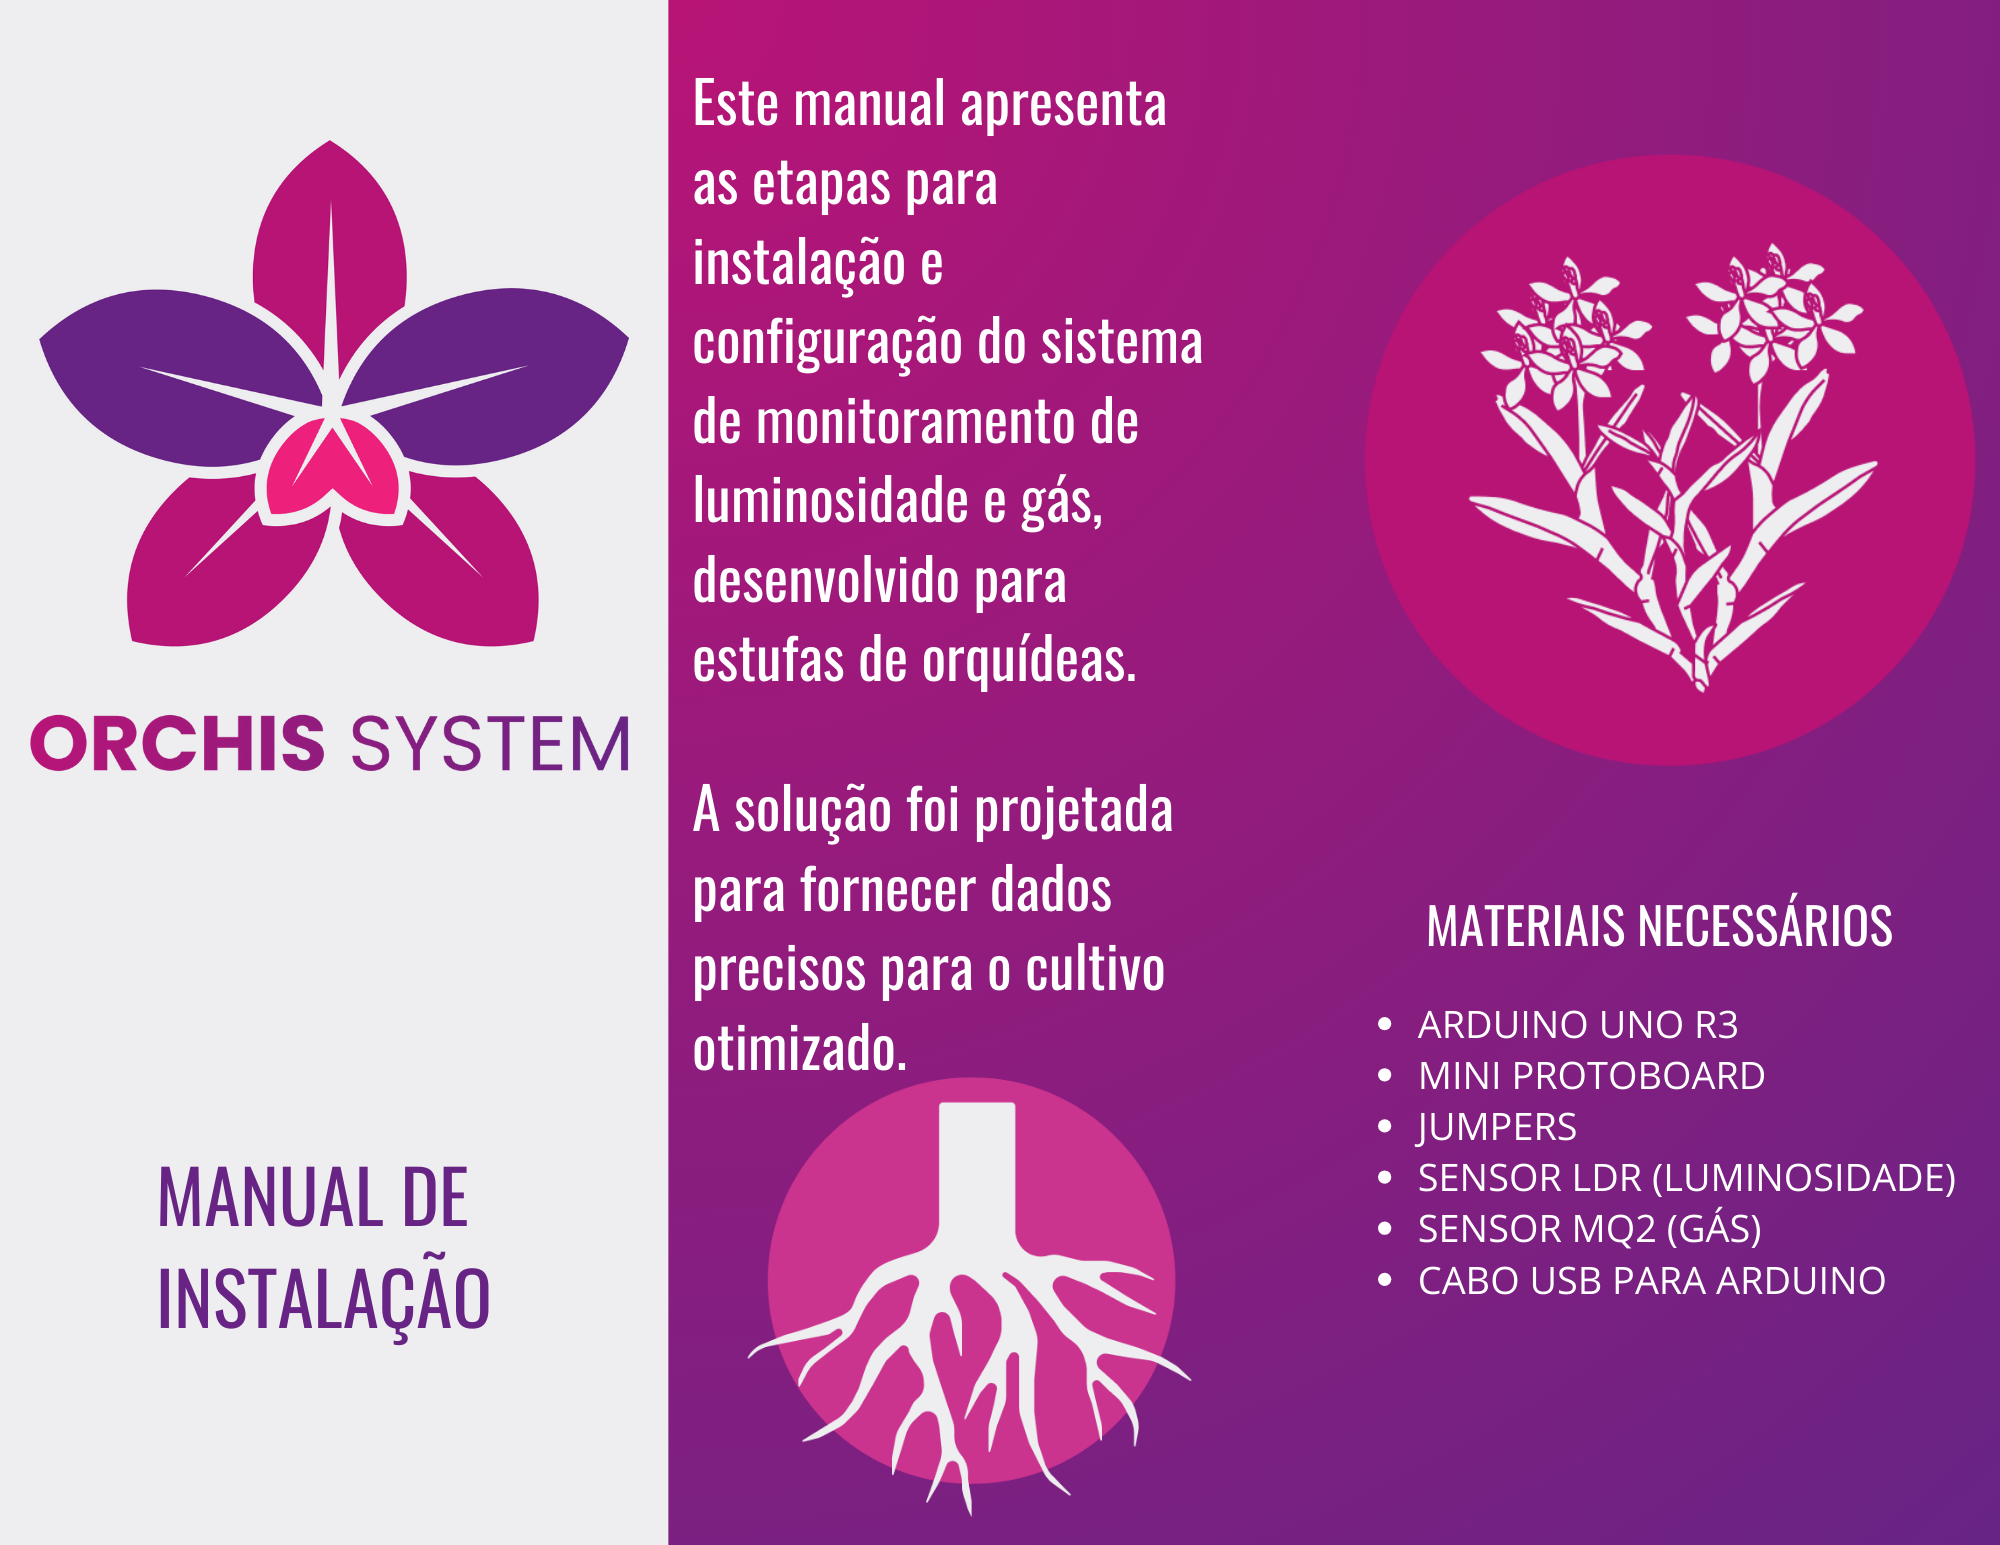 ORCHIS SYSTEM
MANUAL DE
INSTALAÇÃO
Este manual apresenta
as etapas para
instalação e
configuração do sistema
de monitoramento de
luminosidade e gás,
desenvolvido para
estufas de orquídeas.
A solução foi projetada
para fornecer dados
precisos para o cultivo
otimizado.
MATERIAIS NECESSÁRIOS
• ARDUINO UNO R3
• MINI PROTOBOARD
• JUMPERS
• SENSOR LDR (LUMINOSIDADE)
• SENSOR MQ2 (GÁS)
• CABO USB PARA ARDUINO